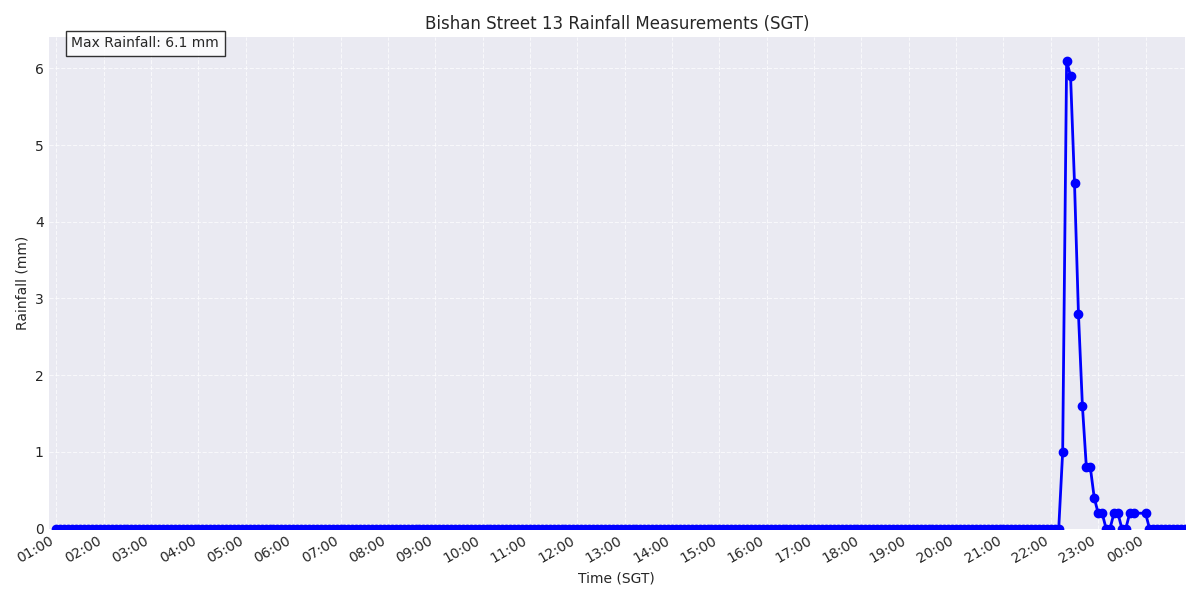 Bishan Street 13 Rainfall Measurements (SGT)
Max Rainfall: 6.1 mm
Rainfall (mm)
6
5
4
3
2
1
0
01:00 02:00 03:00 04:00 05:00 06:00 07:00 08:00 09:00 10:00 11:00 12:00 13:00 14:00 15:00 16:00 17:00 18:00 19:00 20:00 21:00 22:00 23:00 00:00
Time (SGT)